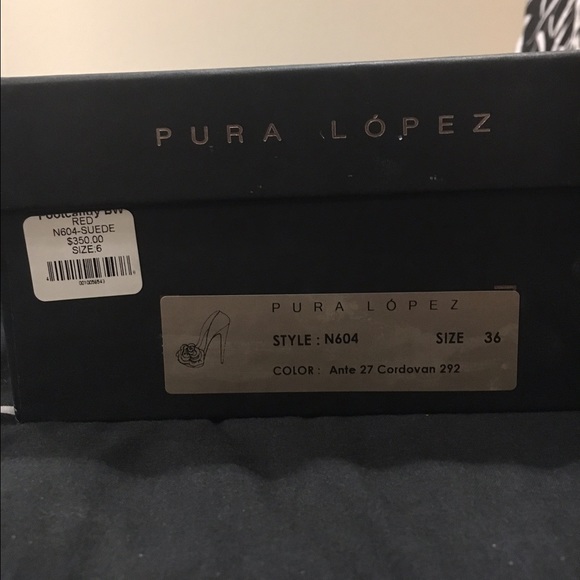 PURA LÓPEZ
Footcandy BW
RED
N604-SUEDE
$350.00
SIZE:6
PURA LÓPEZ
STYLE : N604 SIZE 36
COLOR : Ante 27 Cordovan 292